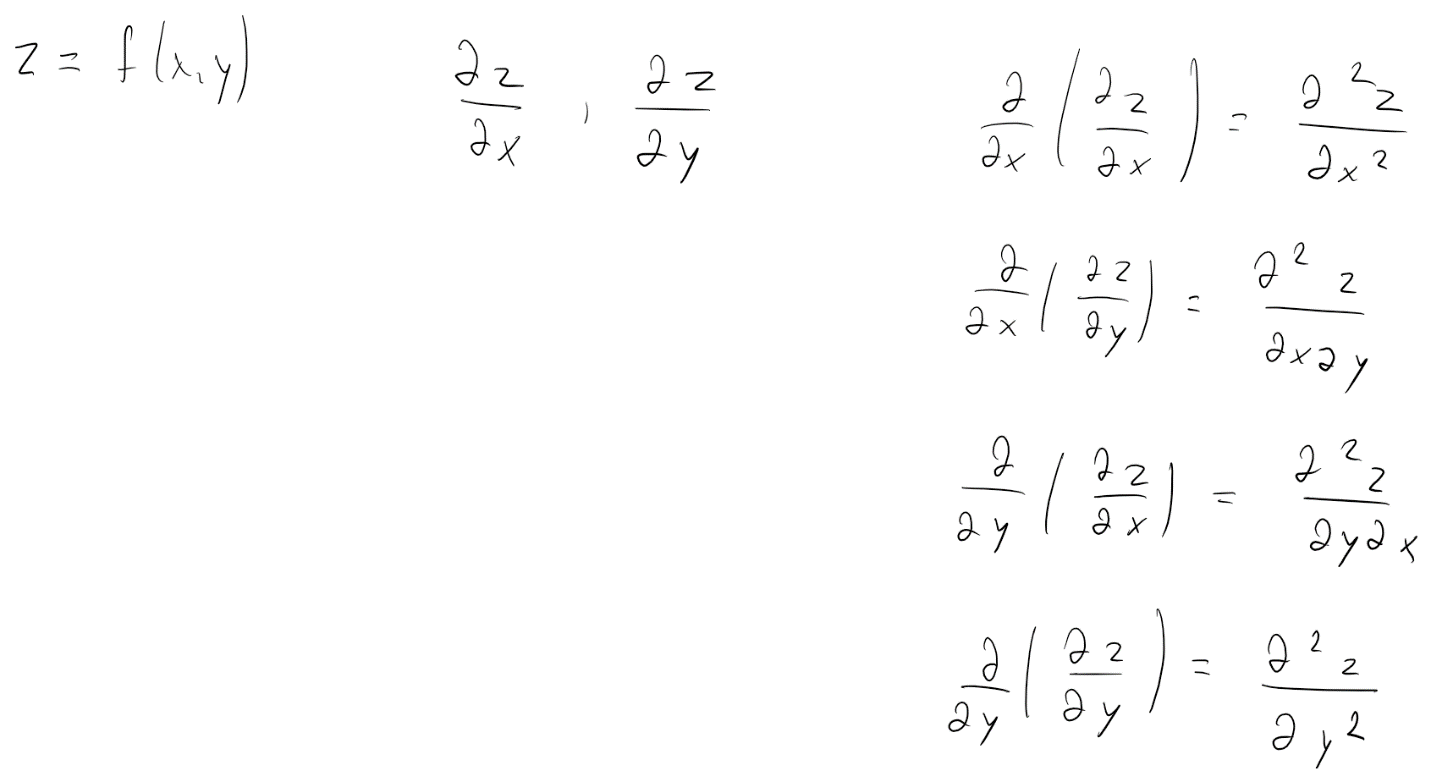 z = f(x,y)
∂z/∂x , ∂z/∂y
∂/∂x (∂z/∂x) = ∂²z/∂x²
∂/∂x (∂z/∂y) = ∂²z/∂x∂y
∂/∂y (∂z/∂x) = ∂²z/∂y∂x
∂/∂y (∂z/∂y) = ∂²z/∂y²